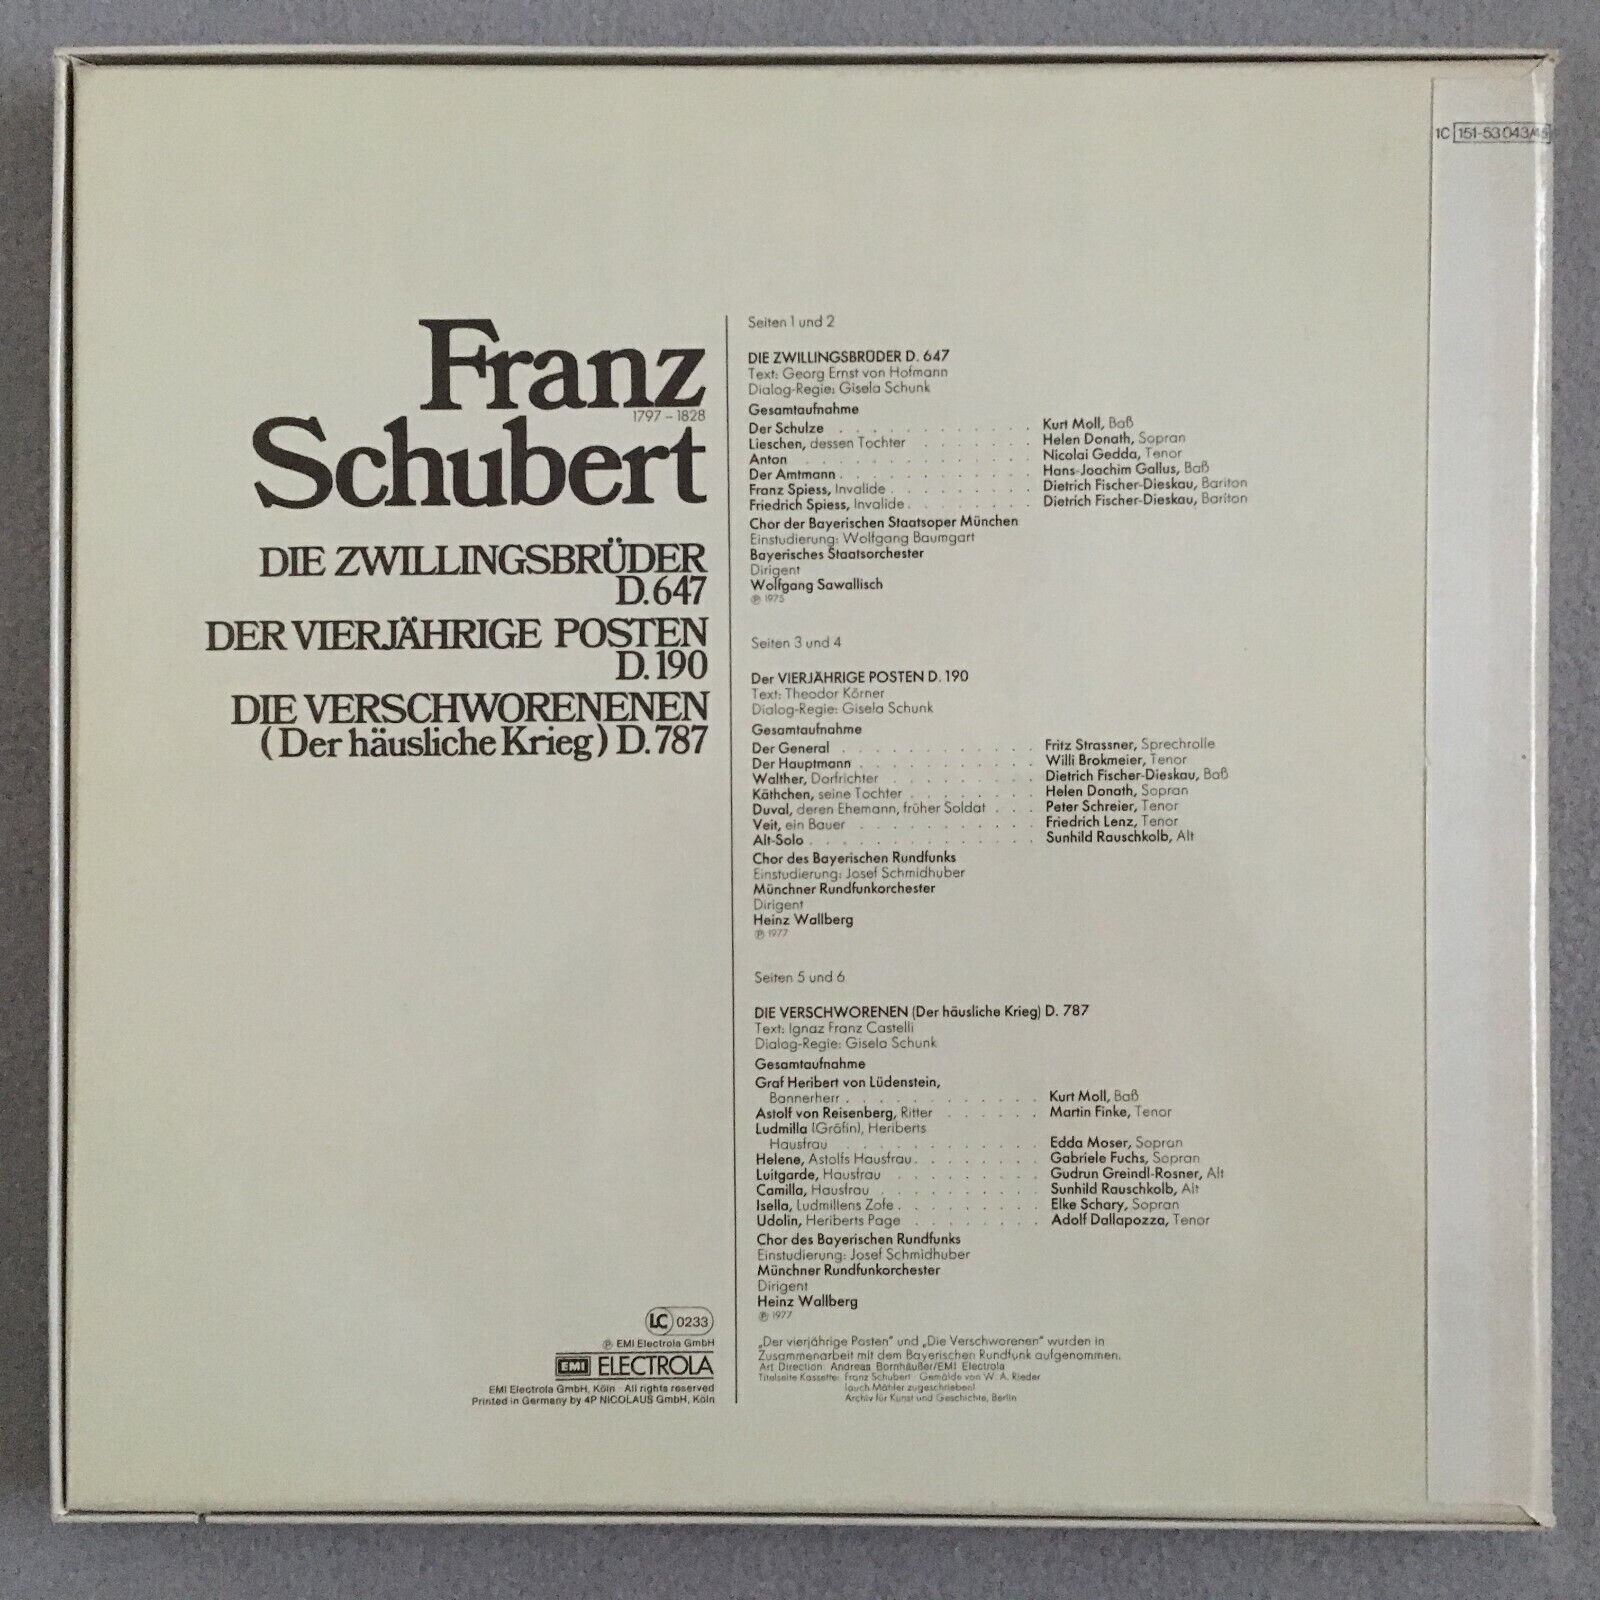 1C 151-53 043/45
Franz
1797 – 1828
Schubert
DIE ZWILLINGSBRÜDER
D.647
DER VIERJÄHRIGE POSTEN
D.190
DIE VERSCHWORENENEN
(Der häusliche Krieg) D.787
LC 0233
℗ EMI Electrola GmbH
EMI ELECTROLA
EMI Electrola GmbH, Köln All rights reserved
Printed in Germany by 4P NICOLAUS GmbH, Köln
Seiten 1 und 2
DIE ZWILLINGSBRÜDER D. 647
Text: Georg Ernst von Hofmann
Dialog-Regie: Gisela Schunk
Gesamtaufnahme
Der Schulze . . . . . . . . . . . . Kurt Moll, Baß
Lieschen, dessen Tochter . . . . . . . Helen Donath, Sopran
Anton . . . . . . . . . . . . . . Nicolai Gedda, Tenor
Der Amtmann . . . . . . . . . . . . Hans-Joachim Gallus, Baß
Franz Spiess, Invalide . . . . . . . . . Dietrich Fischer-Dieskau, Bariton
Friedrich Spiess, Invalide . . . . . . . . Dietrich Fischer-Dieskau, Bariton
Chor der Bayerischen Staatsoper München
Einstudierung: Wolfgang Baumgart
Bayerisches Staatsorchester
Dirigent
Wolfgang Sawallisch
℗ 1975
Seiten 3 und 4
Der VIERJÄHRIGE POSTEN D. 190
Text: Theodor Körner
Dialog-Regie: Gisela Schunk
Gesamtaufnahme
Der General . . . . . . . . . . . . Fritz Strassner, Sprechrolle
Der Hauptmann . . . . . . . . . . . Willi Brokmeier, Tenor
Walther, Dorfrichter . . . . . . . . . Dietrich Fischer-Dieskau, Baß
Käthchen, seine Tochter . . . . . . . . Helen Donath, Sopran
Duval, deren Ehemann, früher Soldat . . . Peter Schreier, Tenor
Veit, ein Bauer . . . . . . . . . . . Friedrich Lenz, Tenor
Alt-Solo . . . . . . . . . . . . . . Sunhild Rauschkolb, Alt
Chor des Bayerischen Rundfunks
Einstudierung: Josef Schmidhuber
Münchner Rundfunkorchester
Dirigent
Heinz Wallberg
℗ 1977
Seiten 5 und 6
DIE VERSCHWORENEN (Der häusliche Krieg) D. 787
Text: Ignaz Franz Castelli
Dialog-Regie: Gisela Schunk
Gesamtaufnahme
Graf Heribert von Lüdenstein,
Bannerherr . . . . . . . . . . . . Kurt Moll, Baß
Astolf von Reisenberg, Ritter . . . . . . Martin Finke, Tenor
Ludmilla (Gräfin), Heriberts
Hausfrau . . . . . . . . . . . . . Edda Moser, Sopran
Helene, Astolfs Hausfrau . . . . . . . . Gabriele Fuchs, Sopran
Luitgarde, Hausfrau . . . . . . . . . Gudrun Greindl-Rosner, Alt
Camilla, Hausfrau . . . . . . . . . . Sunhild Rauschkolb, Alt
Isella, Ludmillens Zofe . . . . . . . . . Elke Schary, Sopran
Udolin, Heriberts Page . . . . . . . . Adolf Dallapozza, Tenor
Chor des Bayerischen Rundfunks
Einstudierung: Josef Schmidhuber
Münchner Rundfunkorchester
Dirigent
Heinz Wallberg
℗ 1977
„Der vierjährige Posten" und „Die Verschworenen" wurden in
Zusammenarbeit mit dem Bayerischen Rundfunk aufgenommen.
Art Direction: Andreas Bornhäußer/EMI Electrola
Titelseite Kassette: Franz Schubert · Gemälde von W. A. Rieder
(auch Mähler zugeschrieben)
Archiv für Kunst und Geschichte, Berlin